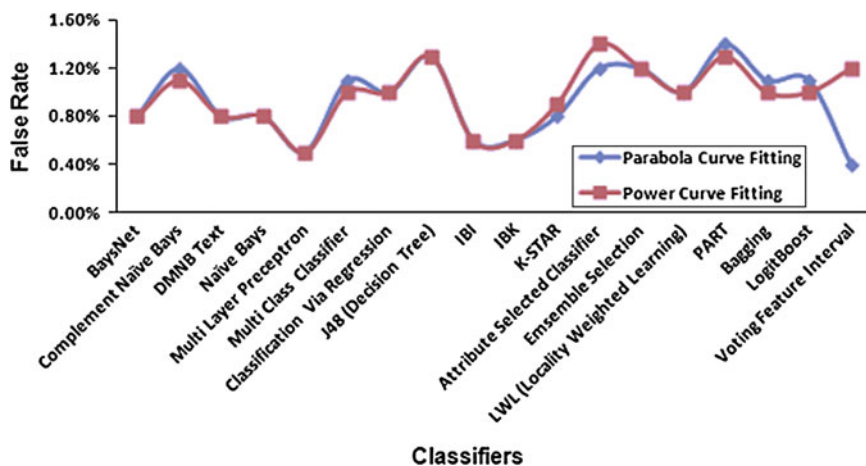 1.60%
1.20%
0.80%
0.40%
0.00%
False Rate
Parabola Curve Fitting
Power Curve Fitting
BaysNet
Complement Naïve Bays
DMNB Text
Naïve Bays
Multi Layer Preceptron
Multi Class Classifier
Classification Via Regression
J48 (Decision Tree)
IBI
IBK
K-STAR
Attribute Selected Classifier
Ensemble Selection
LWL (Locality Weighted Learning)
PART
Bagging
LogitBoost
Voting Feature Interval
Classifiers